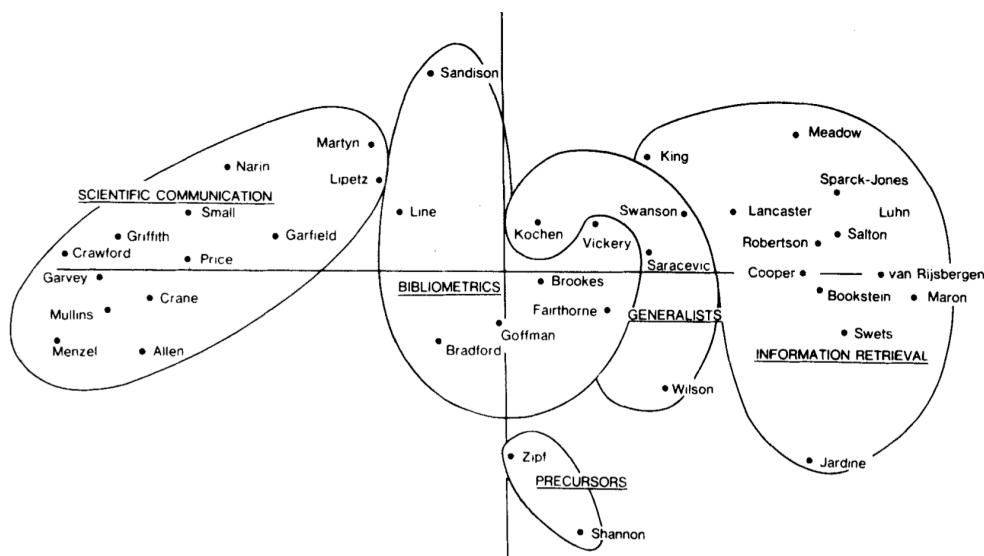 Sandison
Meadow
Martyn
King
Narin
Lipetz
Sparck-Jones
SCIENTIFIC COMMUNICATION
Small
Line
Swanson
Lancaster
Luhn
Kochen
Vickery
Griffith
Garfield
Robertson
Salton
Crawford
Price
Saracevic
Garvey
Cooper
van Rijsbergen
BIBLIOMETRICS
Brookes
Bookstein
Maron
Crane
Mullins
Fairthorne
GENERALISTS
Goffman
Swets
Menzel
Allen
Bradford
INFORMATION RETRIEVAL
Wilson
Zipf
Jardine
PRECURSORS
Shannon